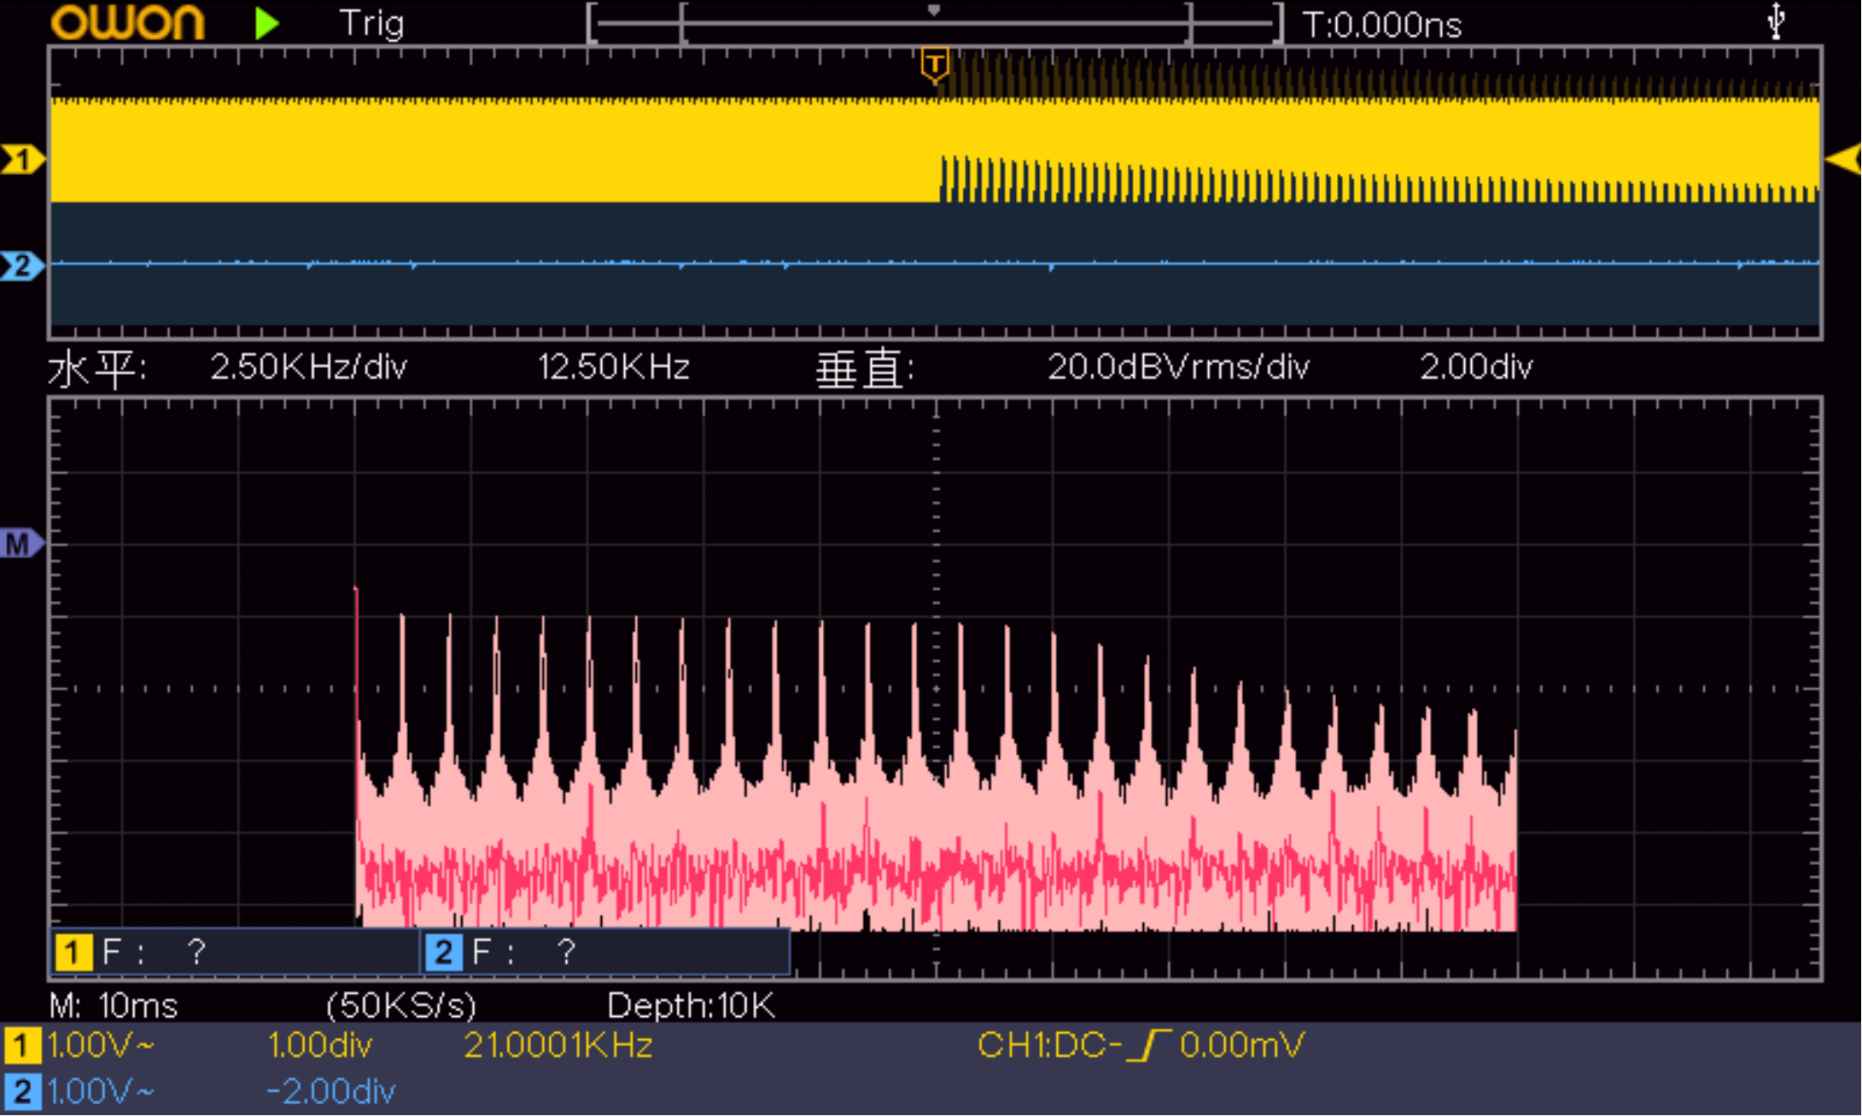 owon Trig T:0.000ns
T
1
2
水平: 2.50KHz/div 12.50KHz 垂直: 20.0dBVrms/div 2.00div
M
1 F : ? 2 F : ?
M: 10ms (50KS/s) Depth:10K
1 1.00V~ 1.00div 21.0001KHz CH1:DC- 0.00mV
2 1.00V~ -2.00div